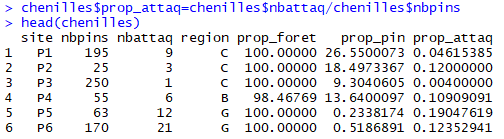 > chenilles$prop_attaq=chenilles$nbattaq/chenilles$nbpins
> head(chenilles)
site nbpins nbattaq region prop_foret prop_pin prop_attaq
1 P1 195 9 C 100.00000 26.5500073 0.04615385
2 P2 25 3 C 100.00000 18.4973367 0.12000000
3 P3 250 1 C 100.00000 9.3040605 0.00400000
4 P4 55 6 B 98.46769 13.6400097 0.10909091
5 P5 63 12 G 100.00000 0.2338174 0.19047619
6 P6 170 21 G 100.00000 0.5186891 0.12352941